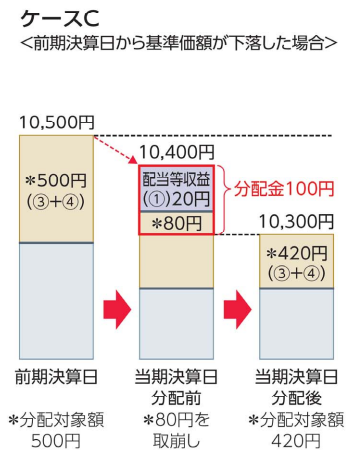 ケースC
<前期決算日から基準価額が下落した場合>
10,500円
10,400円
*500円
(③+④)
配当等収益
(①)20円
*80円
分配金100円
10,300円
*420円
(③+④)
前期決算日
当期決算日
分配前
当期決算日
分配後
*分配対象額
500円
*80円を
取崩し
*分配対象額
420円